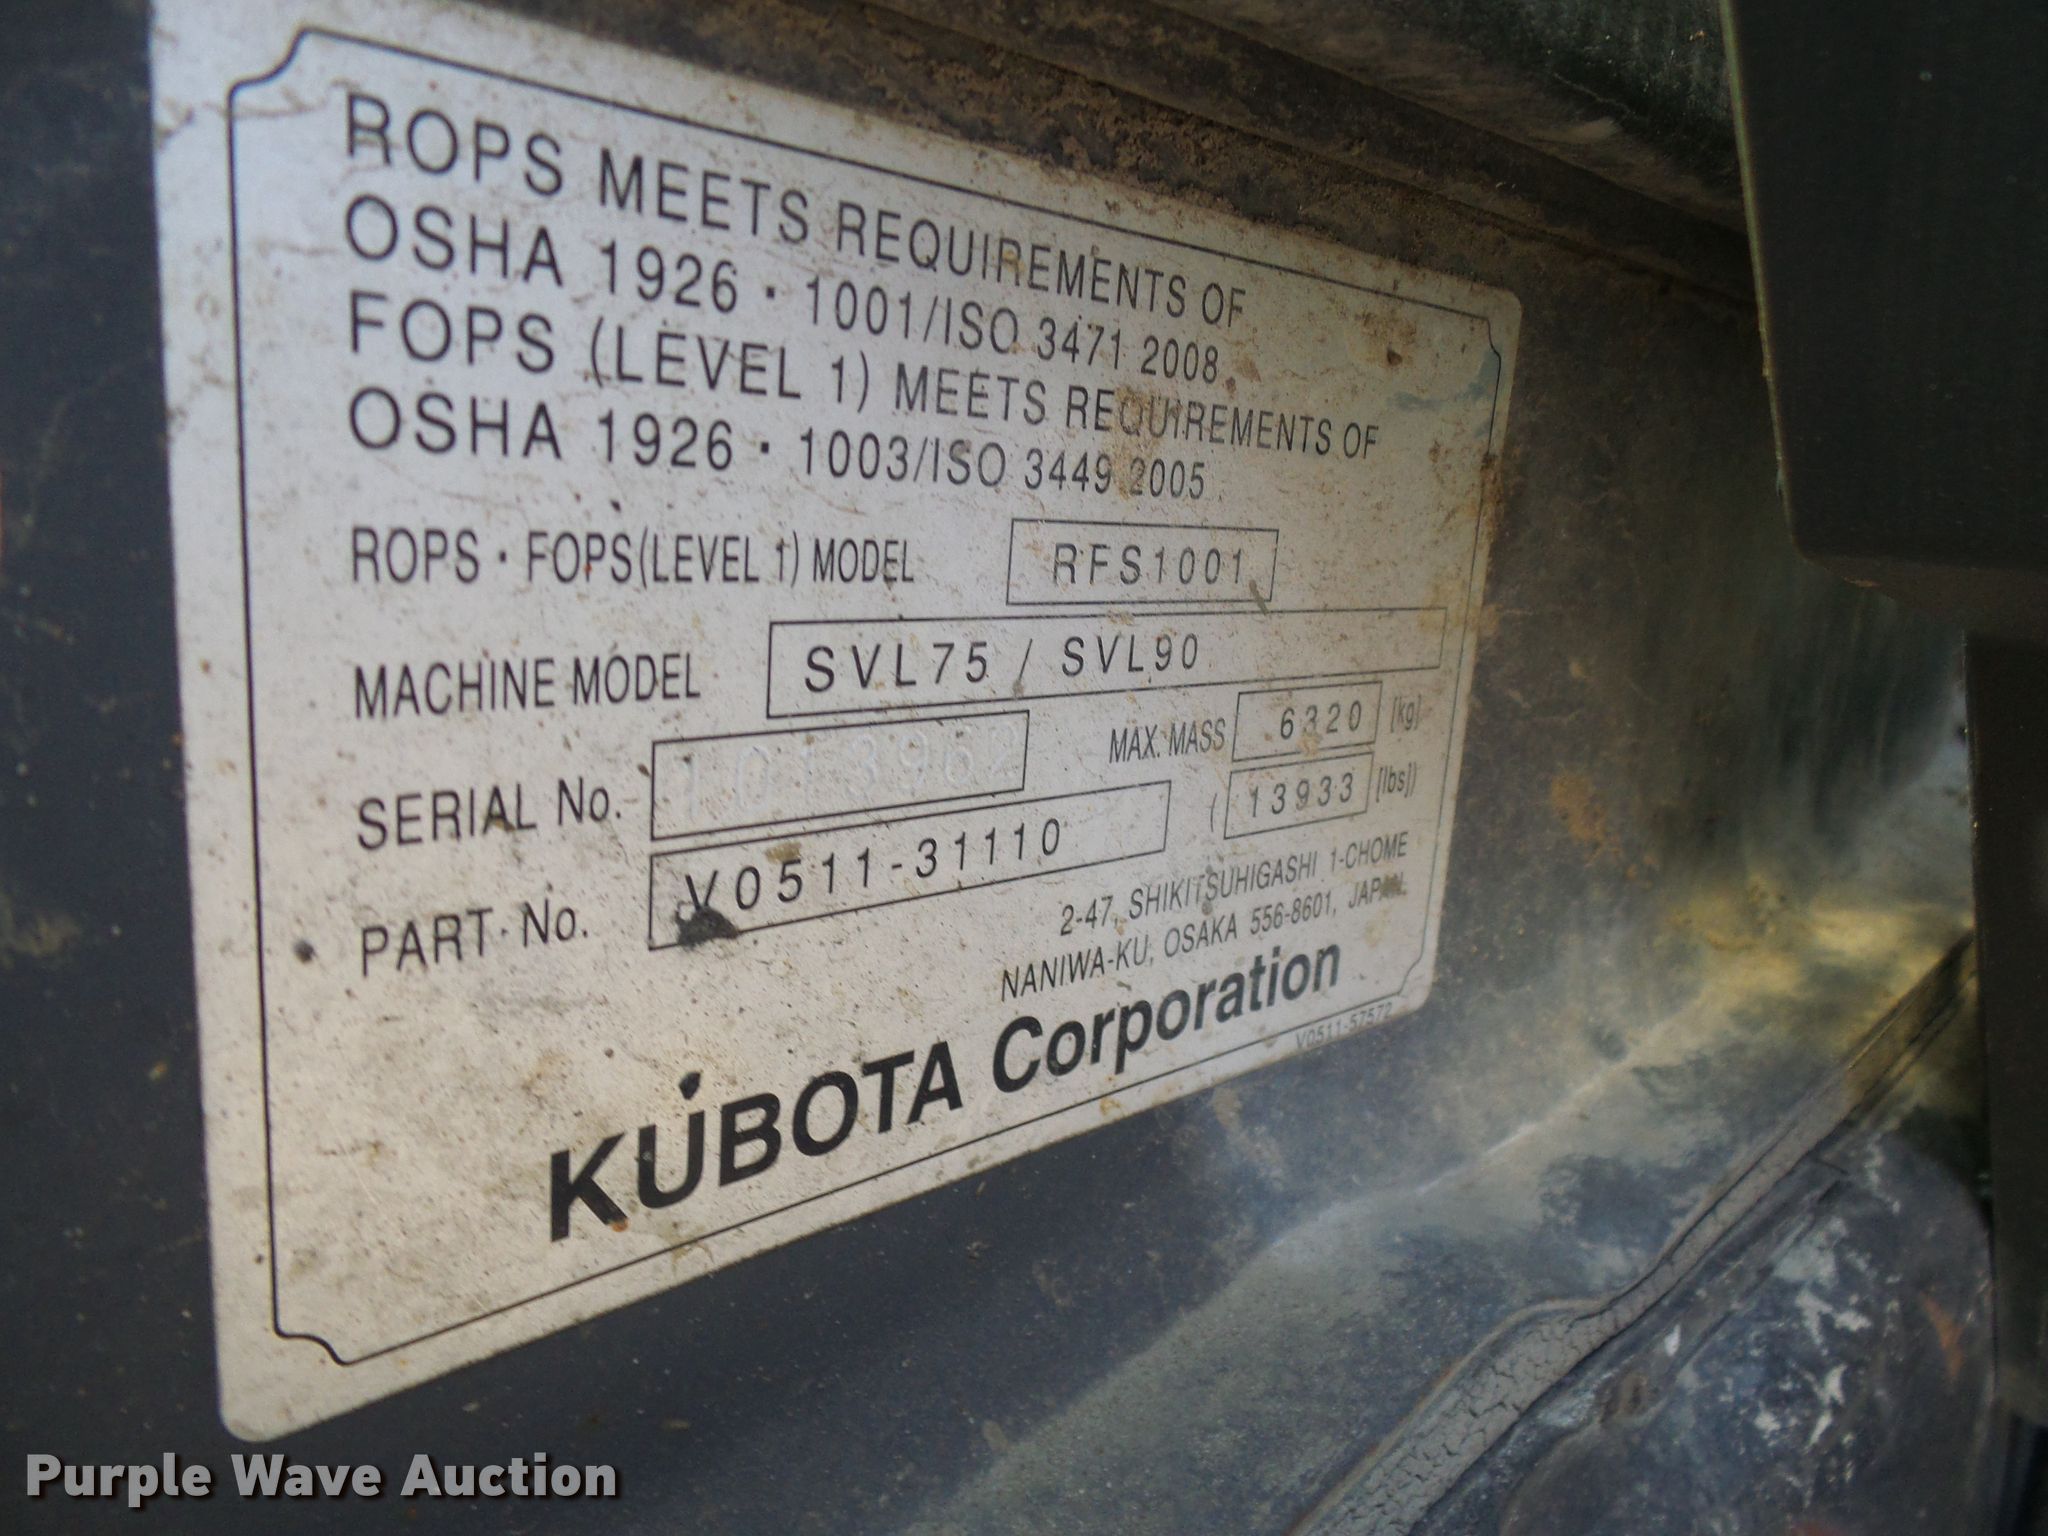 ROPS MEETS REQUIREMENTS OF
OSHA 1926・1001/ISO 3471 2008
FOPS (LEVEL 1) MEETS REQUIREMENTS OF
OSHA 1926・1003/ISO 3449 2005
ROPS・FOPS(LEVEL 1) MODEL RFS1001
MACHINE MODEL SVL75 / SVL90
SERIAL No. 1013962
MAX. MASS 6320 [kg]
( 13933 [lbs])
PART・No. V0511-31110
2-47, SHIKITSUHIGASHI 1-CHOME
NANIWA-KU, OSAKA 556-8601, JAPAN.
KUBOTA Corporation
V0511-57572
Purple Wave Auction